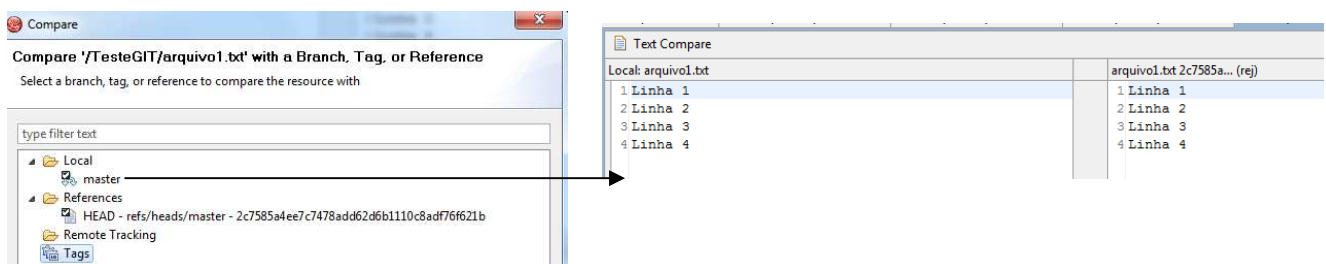 Compare
Compare '/TesteGIT/arquivo1.txt' with a Branch, Tag, or Reference
Select a branch, tag, or reference to compare the resource with
type filter text
Local
master
References
HEAD - refs/heads/master - 2c7585a4ee7c7478add62d6b1110c8adf76f621b
Remote Tracking
Tags
Text Compare
Local: arquivo1.txt
1 Linha 1
2 Linha 2
3 Linha 3
4 Linha 4
arquivo1.txt 2c7585a... (rej)
1 Linha 1
2 Linha 2
3 Linha 3
4 Linha 4